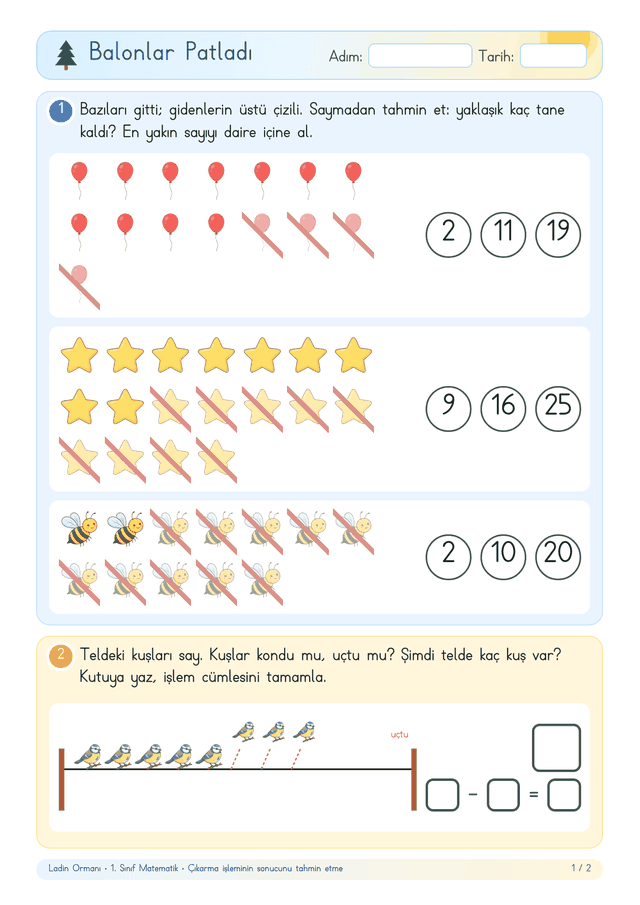 Balonlar Patladı
Adım:
Tarih:
1
Bazıları gitti; gidenlerin üstü çizili. Saymadan tahmin et: yaklaşık kaç tane
kaldı? En yakın sayıyı daire içine al.
2 11 19
9 16 25
2 10 20
2
Teldeki kuşları say. Kuşlar kondu mu, uçtu mu? Şimdi telde kaç kuş var?
Kutuya yaz, işlem cümlesini tamamla.
uçtu
- =
Ladin Ormanı • 1. Sınıf Matematik • Çıkarma işleminin sonucunu tahmin etme
1 / 2